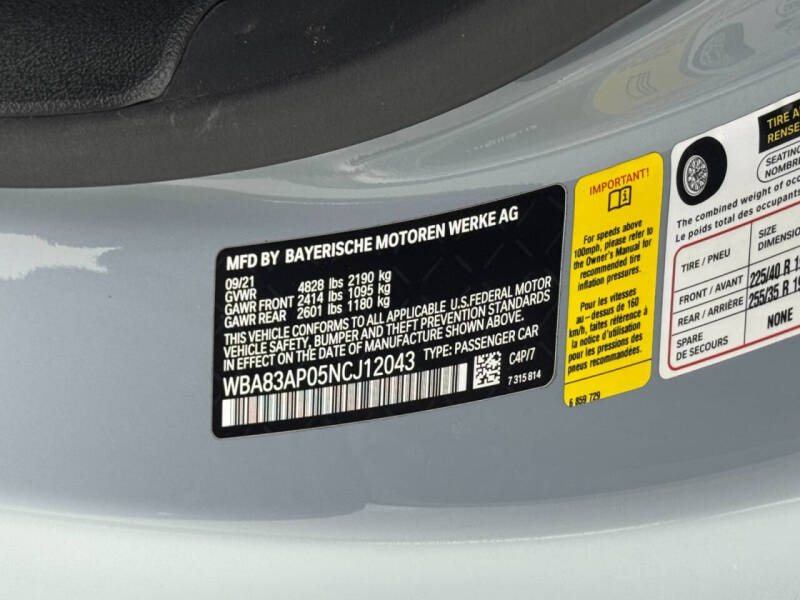 MFD BY BAYERISCHE MOTOREN WERKE AG
09/21
GVWR 4828 lbs 2190 kg
GAWR FRONT 2414 lbs 1095 kg
GAWR REAR 2601 lbs 1180 kg
THIS VEHICLE CONFORMS TO ALL APPLICABLE U.S.FEDERAL MOTOR
VEHICLE SAFETY, BUMPER AND THEFT PREVENTION STANDARDS
IN EFFECT ON THE DATE OF MANUFACTURE SHOWN ABOVE.
WBA83AP05NCJ12043 TYPE: PASSENGER CAR
C4P/7
7 315 814
IMPORTANT!
For speeds above
100mph, please refer to
the Owner's Manual for
recommended tire
inflation pressures.
Pour les vitesses
au-dessus de 160
km/h, faites référence à
la notice d'utilisation
pour les pressions des
pneus recommandées.
6 859 729
TIRE
SEATING
The combined weight of
Le poids total des occupants
TIRE / PNEU SIZE
FRONT / AVANT 225/40 R
REAR / ARRIÈRE 255/35 R
SPARE
DE SECOURS NONE